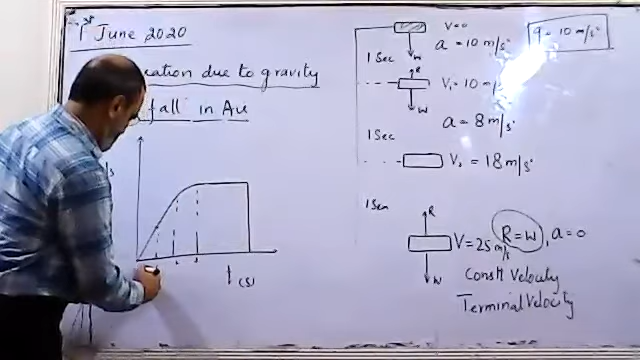 1st June 2020
ation due to gravity
fall in Air
t (s)
V=0
a = 10 m/s²
g = 10 m/s²
1 Sec
W
R
V₁ = 10 m/
W
a = 8 m/s²
1 Sec
V₂ = 18 m/s
1 Sec
R
V = 25 m/s
R = W, a = 0
W
Const Velocity
Terminal Velocity